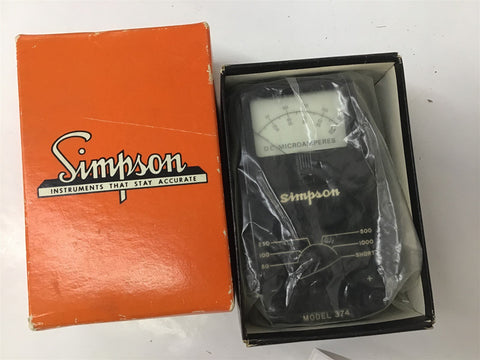 Simpson
INSTRUMENTS THAT STAY ACCURATE
D.C. MICROAMPERES
Simpson
250 500
100 1000
50 SHORT
MODEL 374